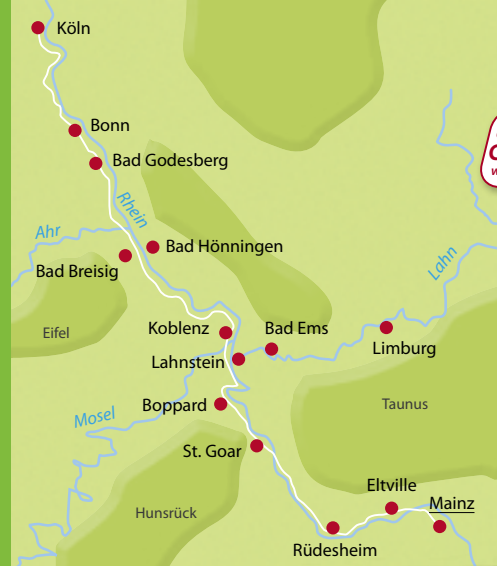 Köln
Bonn
Bad Godesberg
Rhein
Ahr
Bad Hönningen
Bad Breisig
Lahn
Eifel
Koblenz
Bad Ems
Limburg
Lahnstein
Mosel
Boppard
Taunus
St. Goar
Eltville
Mainz
Hunsrück
Rüdesheim